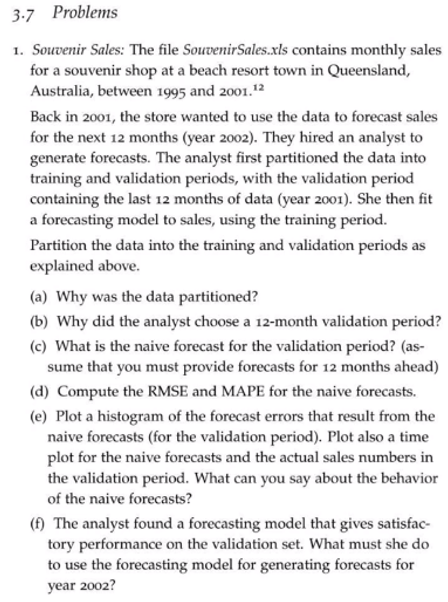 3.7 Problems
1. Souvenir Sales: The file SouvenirSales.xls contains monthly sales
for a souvenir shop at a beach resort town in Queensland,
Australia, between 1995 and 2001.12
Back in 2001, the store wanted to use the data to forecast sales
for the next 12 months (year 2002). They hired an analyst to
generate forecasts. The analyst first partitioned the data into
training and validation periods, with the validation period
containing the last 12 months of data (year 2001). She then fit
a forecasting model to sales, using the training period.
Partition the data into the training and validation periods as
explained above.
(a) Why was the data partitioned?
(b) Why did the analyst choose a 12-month validation period?
(c) What is the naive forecast for the validation period? (as-
sume that you must provide forecasts for 12 months ahead)
(d) Compute the RMSE and MAPE for the naive forecasts.
(e) Plot a histogram of the forecast errors that result from the
naive forecasts (for the validation period). Plot also a time
plot for the naive forecasts and the actual sales numbers in
the validation period. What can you say about the behavior
of the naive forecasts?
(f) The analyst found a forecasting model that gives satisfac-
tory performance on the validation set. What must she do
to use the forecasting model for generating forecasts for
year 2002?